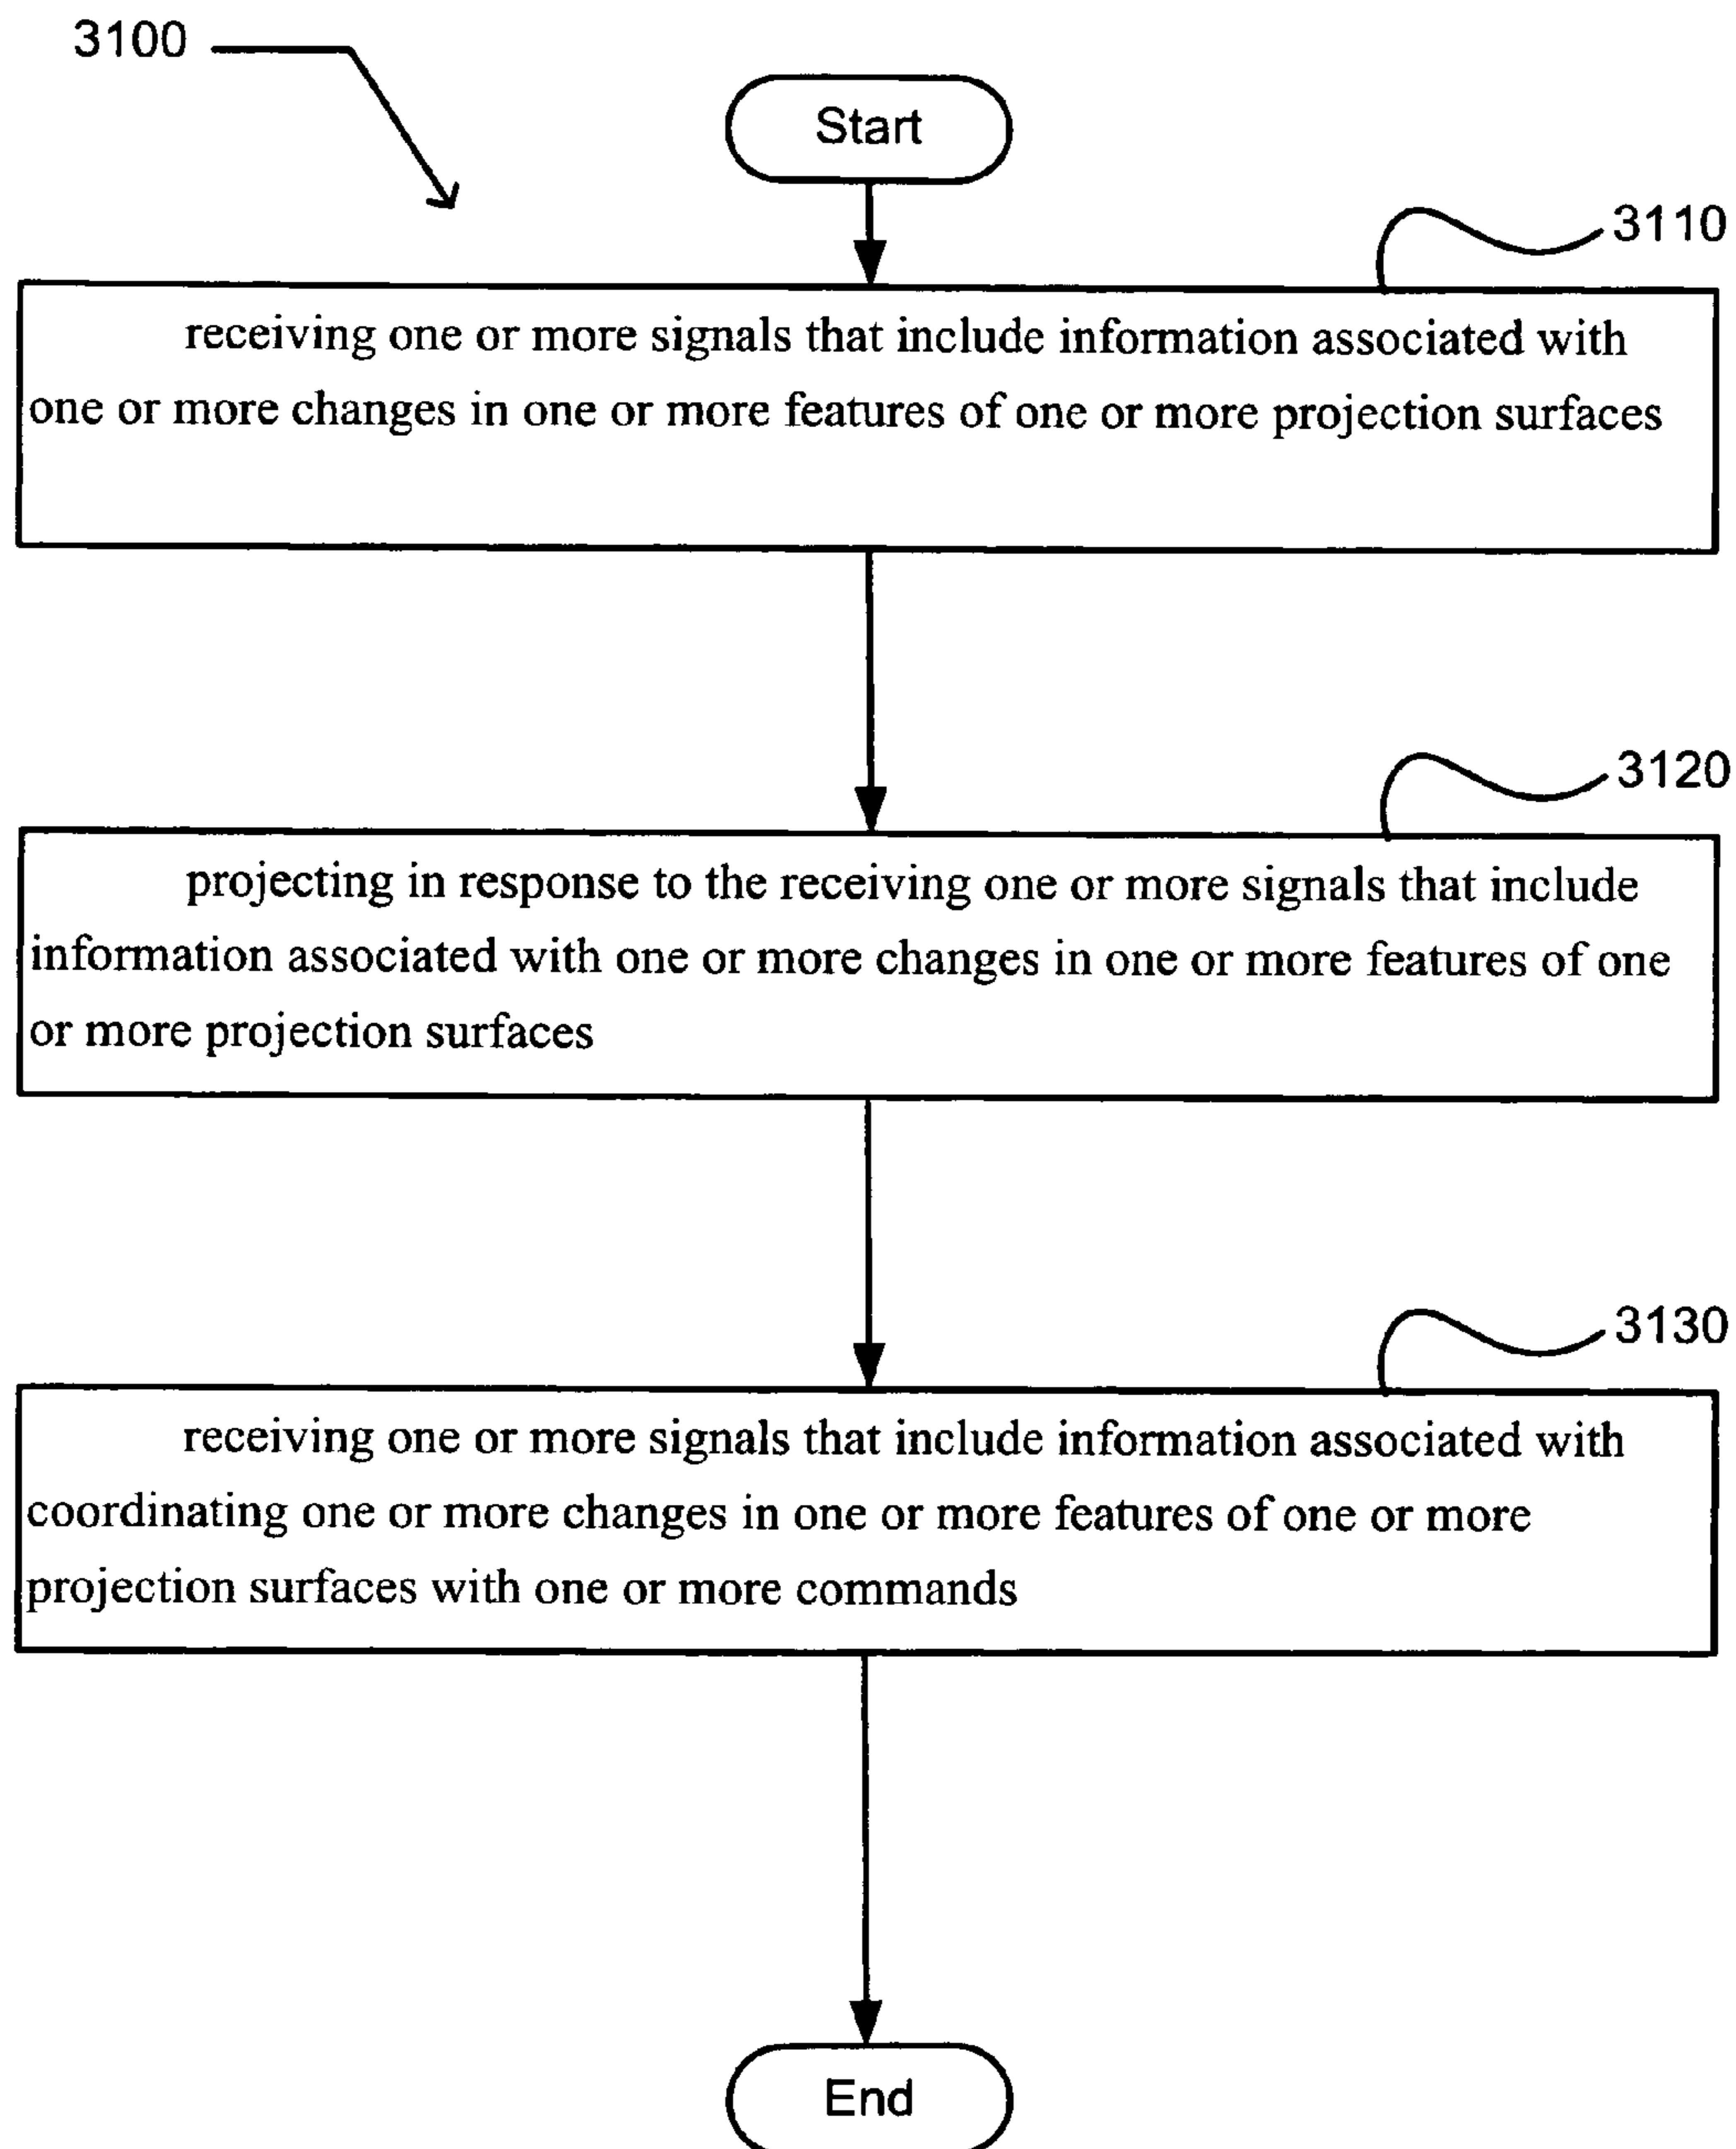 3100
Start
3110
receiving one or more signals that include information associated with
one or more changes in one or more features of one or more projection surfaces
3120
projecting in response to the receiving one or more signals that include
information associated with one or more changes in one or more features of one
or more projection surfaces
3130
receiving one or more signals that include information associated with
coordinating one or more changes in one or more features of one or more
projection surfaces with one or more commands
End